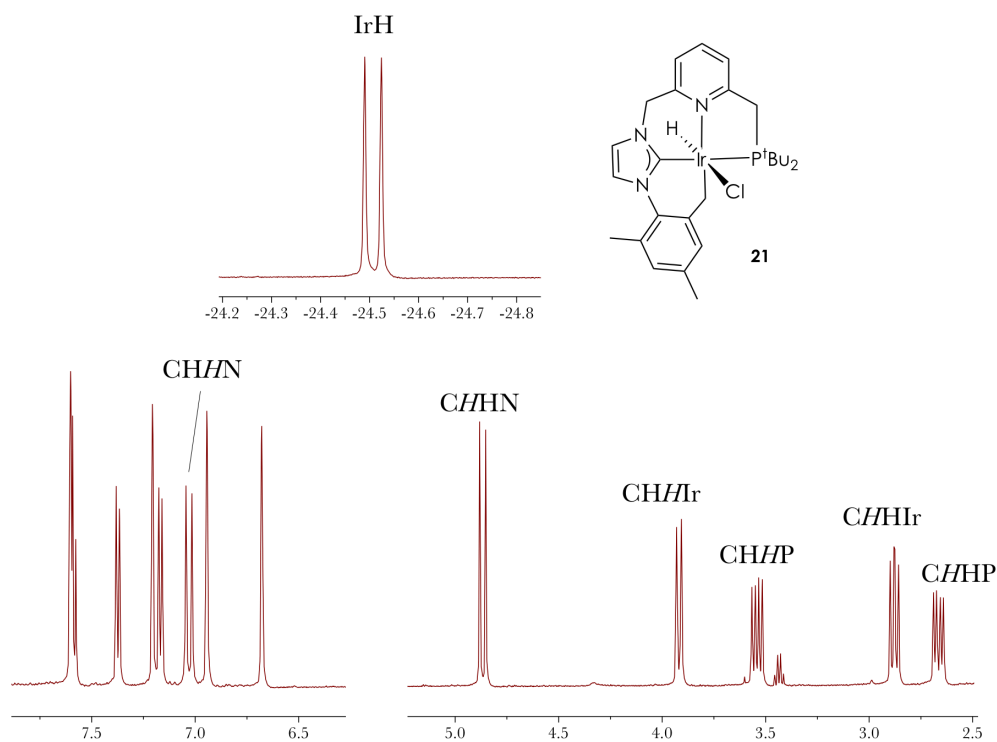 IrH
-24.2 -24.3 -24.4 -24.5 -24.6 -24.7 -24.8
H
N
N
N
Ir
PᵗBu₂
Cl
21
CHHN
CHHN
CHHIr
CHHP
CHHIr
CHHP
7.5 7.0 6.5
5.0 4.5 4.0 3.5 3.0 2.5